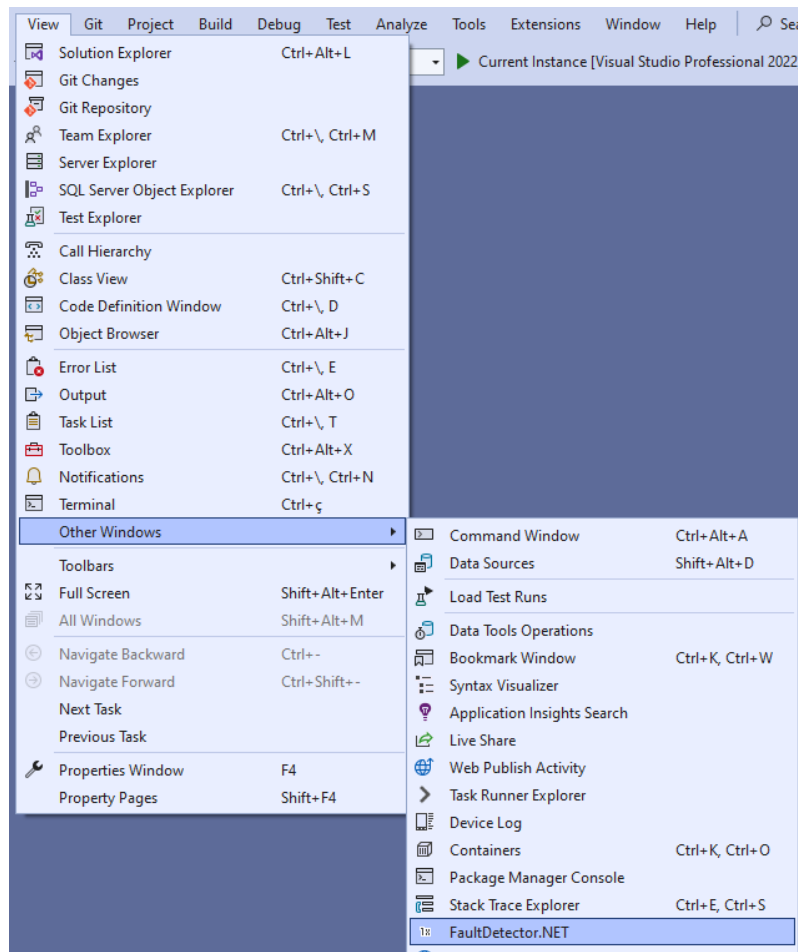 View Git Project Build Debug Test Analyze Tools Extensions Window Help Sea
Current Instance [Visual Studio Professional 2022
Solution Explorer Ctrl+Alt+L
Git Changes
Git Repository
Team Explorer Ctrl+\, Ctrl+M
Server Explorer
SQL Server Object Explorer Ctrl+\, Ctrl+S
Test Explorer
Call Hierarchy
Class View Ctrl+Shift+C
Code Definition Window Ctrl+\, D
Object Browser Ctrl+Alt+J
Error List Ctrl+\, E
Output Ctrl+Alt+O
Task List Ctrl+\, T
Toolbox Ctrl+Alt+X
Notifications Ctrl+\, Ctrl+N
Terminal Ctrl+ç
Other Windows
Toolbars
Full Screen Shift+Alt+Enter
All Windows Shift+Alt+M
Navigate Backward Ctrl+-
Navigate Forward Ctrl+Shift+-
Next Task
Previous Task
Properties Window F4
Property Pages Shift+F4
Command Window Ctrl+Alt+A
Data Sources Shift+Alt+D
Load Test Runs
Data Tools Operations
Bookmark Window Ctrl+K, Ctrl+W
Syntax Visualizer
Application Insights Search
Live Share
Web Publish Activity
Task Runner Explorer
Device Log
Containers Ctrl+K, Ctrl+O
Package Manager Console
Stack Trace Explorer Ctrl+E, Ctrl+S
1x FaultDetector.NET